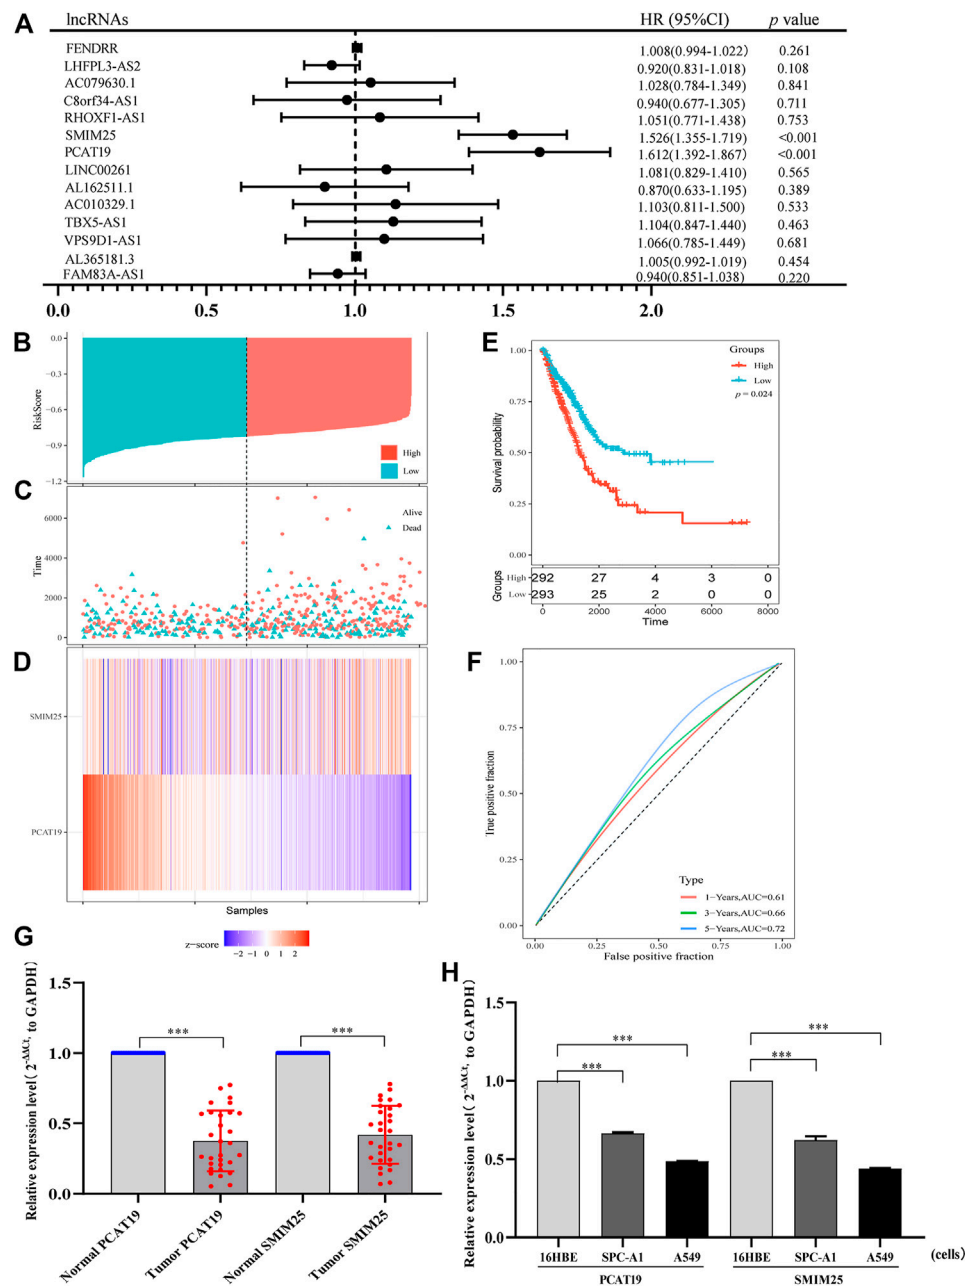 A
lncRNAs HR (95%CI) p value
FENDRR 1.008(0.994-1.022) 0.261
LHFPL3-AS2 0.920(0.831-1.018) 0.108
AC079630.1 1.028(0.784-1.349) 0.841
C8orf34-AS1 0.940(0.677-1.305) 0.711
RHOXF1-AS1 1.051(0.771-1.438) 0.753
SMIM25 1.526(1.355-1.719) <0.001
PCAT19 1.612(1.392-1.867) <0.001
LINC00261 1.081(0.829-1.410) 0.565
AL162511.1 0.870(0.633-1.195) 0.389
AC010329.1 1.103(0.811-1.500) 0.533
TBX5-AS1 1.104(0.847-1.440) 0.463
VPS9D1-AS1 1.066(0.785-1.449) 0.681
AL365181.3 1.005(0.992-1.019) 0.454
FAM83A-AS1 0.940(0.851-1.038) 0.220
0.0 0.5 1.0 1.5 2.0
B
RiskScore
0.0
−0.3
−0.6
−0.9
−1.2
High
Low
C
Time
6000
4000
2000
0
Alive
Dead
D
SMIM25
PCAT19
Samples
z−score
−2 −1 0 1 2
E
Survival probability
1.00
0.75
0.50
0.25
0.00
Groups
High
Low
p = 0.024
Groups
High 292 27 4 3 0
Low 293 25 2 0 0
0 2000 4000 6000 8000
Time
F
True positive fraction
1.00
0.75
0.50
0.25
0.00
Type
1−Years,AUC=0.61
3−Years,AUC=0.66
5−Years,AUC=0.72
0.00 0.25 0.50 0.75 1.00
False positive fraction
G
Relative expression level( 2-ΔΔCt, to GAPDH)
1.5
1.0
0.5
0.0
*** ***
Normal PCAT19 Tumor PCAT19 Normal SMIM25 Tumor SMIM25
H
Relative expression level( 2-ΔΔCt, to GAPDH)
1.5
1.0
0.5
0.0
*** ***
*** ***
16HBE SPC-A1 A549 16HBE SPC-A1 A549 (cells)
PCAT19 SMIM25